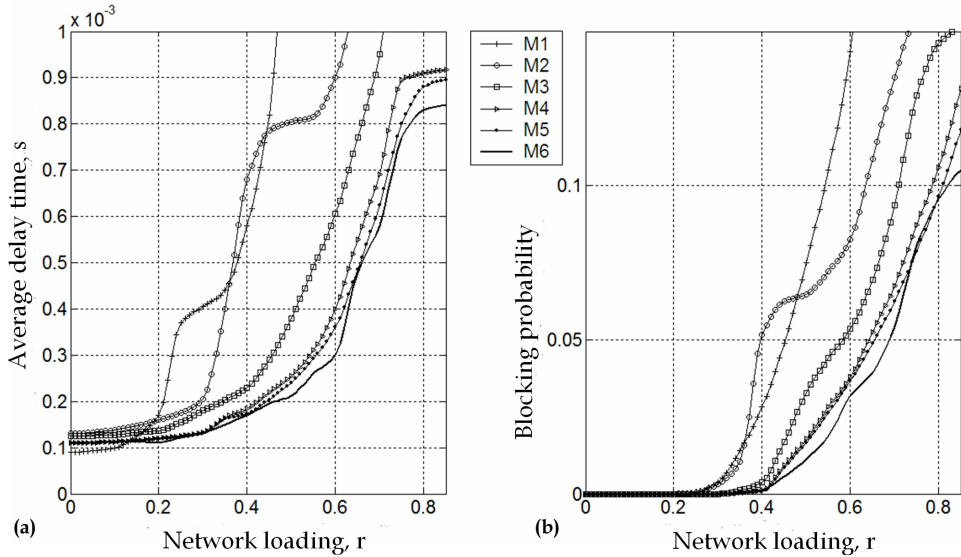 x 10⁻³
1
0.9
0.8
0.7
0.6
0.5
0.4
0.3
0.2
0.1
0
Average delay time, s
0 0.2 0.4 0.6 0.8
(a)
Network loading, r
M1
M2
M3
M4
M5
M6
0.1
0.05
0
Blocking probability
0 0.2 0.4 0.6 0.8
(b)
Network loading, r